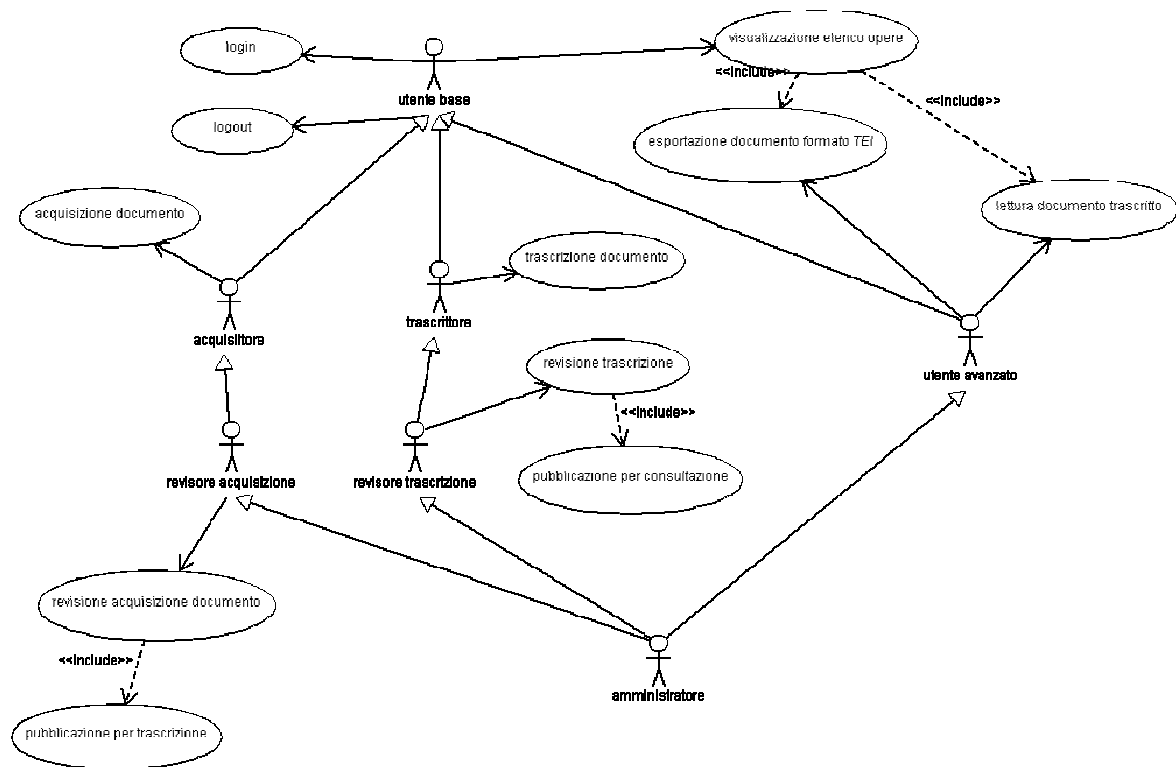 login
visualizzazione elenco opere
<<include>>
utente base
<<include>>
logout
esportazione documento formato TEI
acquisizione documento
lettura documento trascritto
trascrizione documento
trascrittore
acquisitore
revisione trascrizione
utente avanzato
<<include>>
pubblicazione per consultazione
revisore acquisizione
revisore trascrizione
revisione acquisizione documento
<<include>>
amministratore
pubblicazione per trascrizione